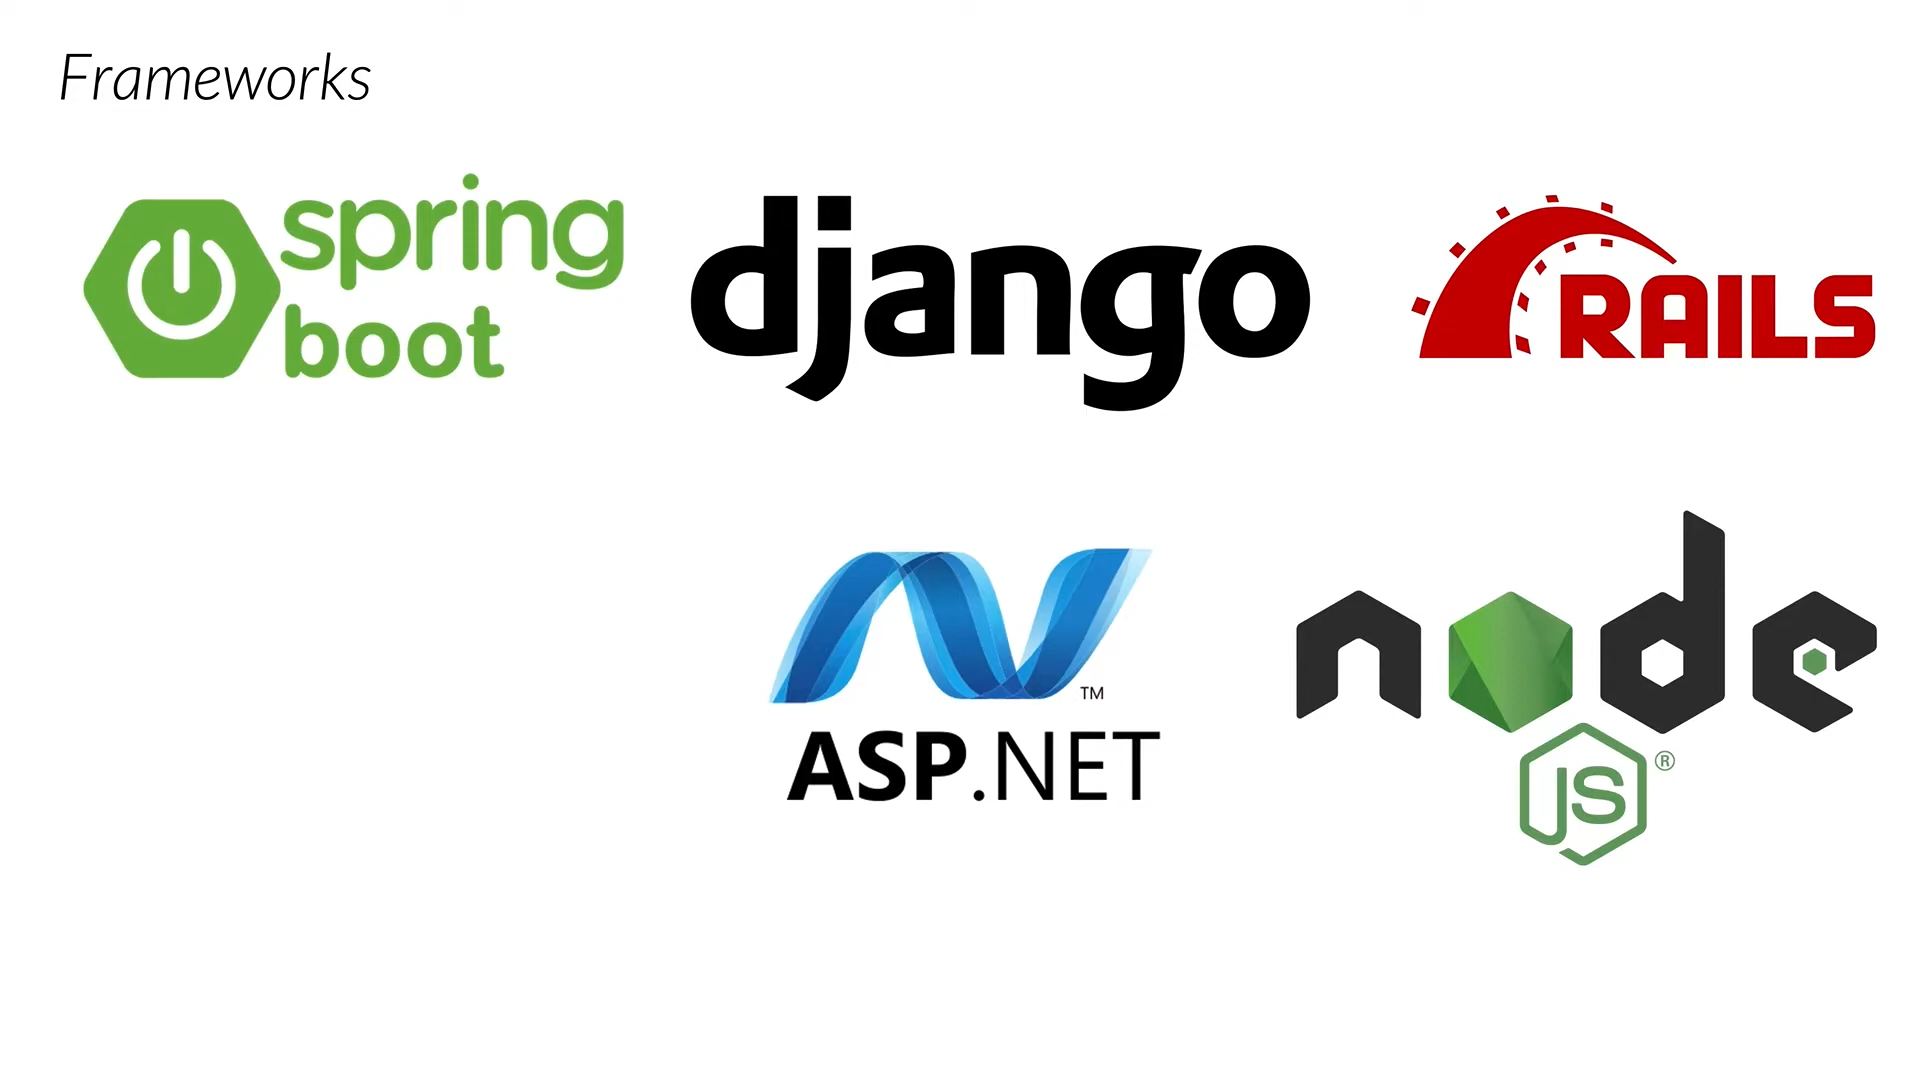 Frameworks
spring
boot
django
RAILS
TM
ASP.NET
node
JS®